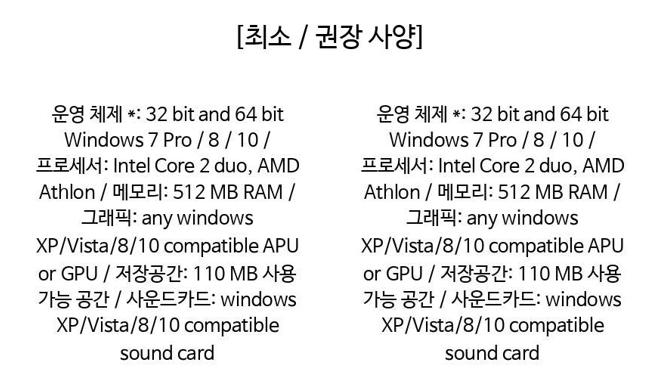 [최소 / 권장 사양]
운영 체제 *: 32 bit and 64 bit
Windows 7 Pro / 8 / 10 /
프로세서: Intel Core 2 duo, AMD
Athlon / 메모리: 512 MB RAM /
그래픽: any windows
XP/Vista/8/10 compatible APU
or GPU / 저장공간: 110 MB 사용
가능 공간 / 사운드카드: windows
XP/Vista/8/10 compatible
sound card
운영 체제 *: 32 bit and 64 bit
Windows 7 Pro / 8 / 10 /
프로세서: Intel Core 2 duo, AMD
Athlon / 메모리: 512 MB RAM /
그래픽: any windows
XP/Vista/8/10 compatible APU
or GPU / 저장공간: 110 MB 사용
가능 공간 / 사운드카드: windows
XP/Vista/8/10 compatible
sound card